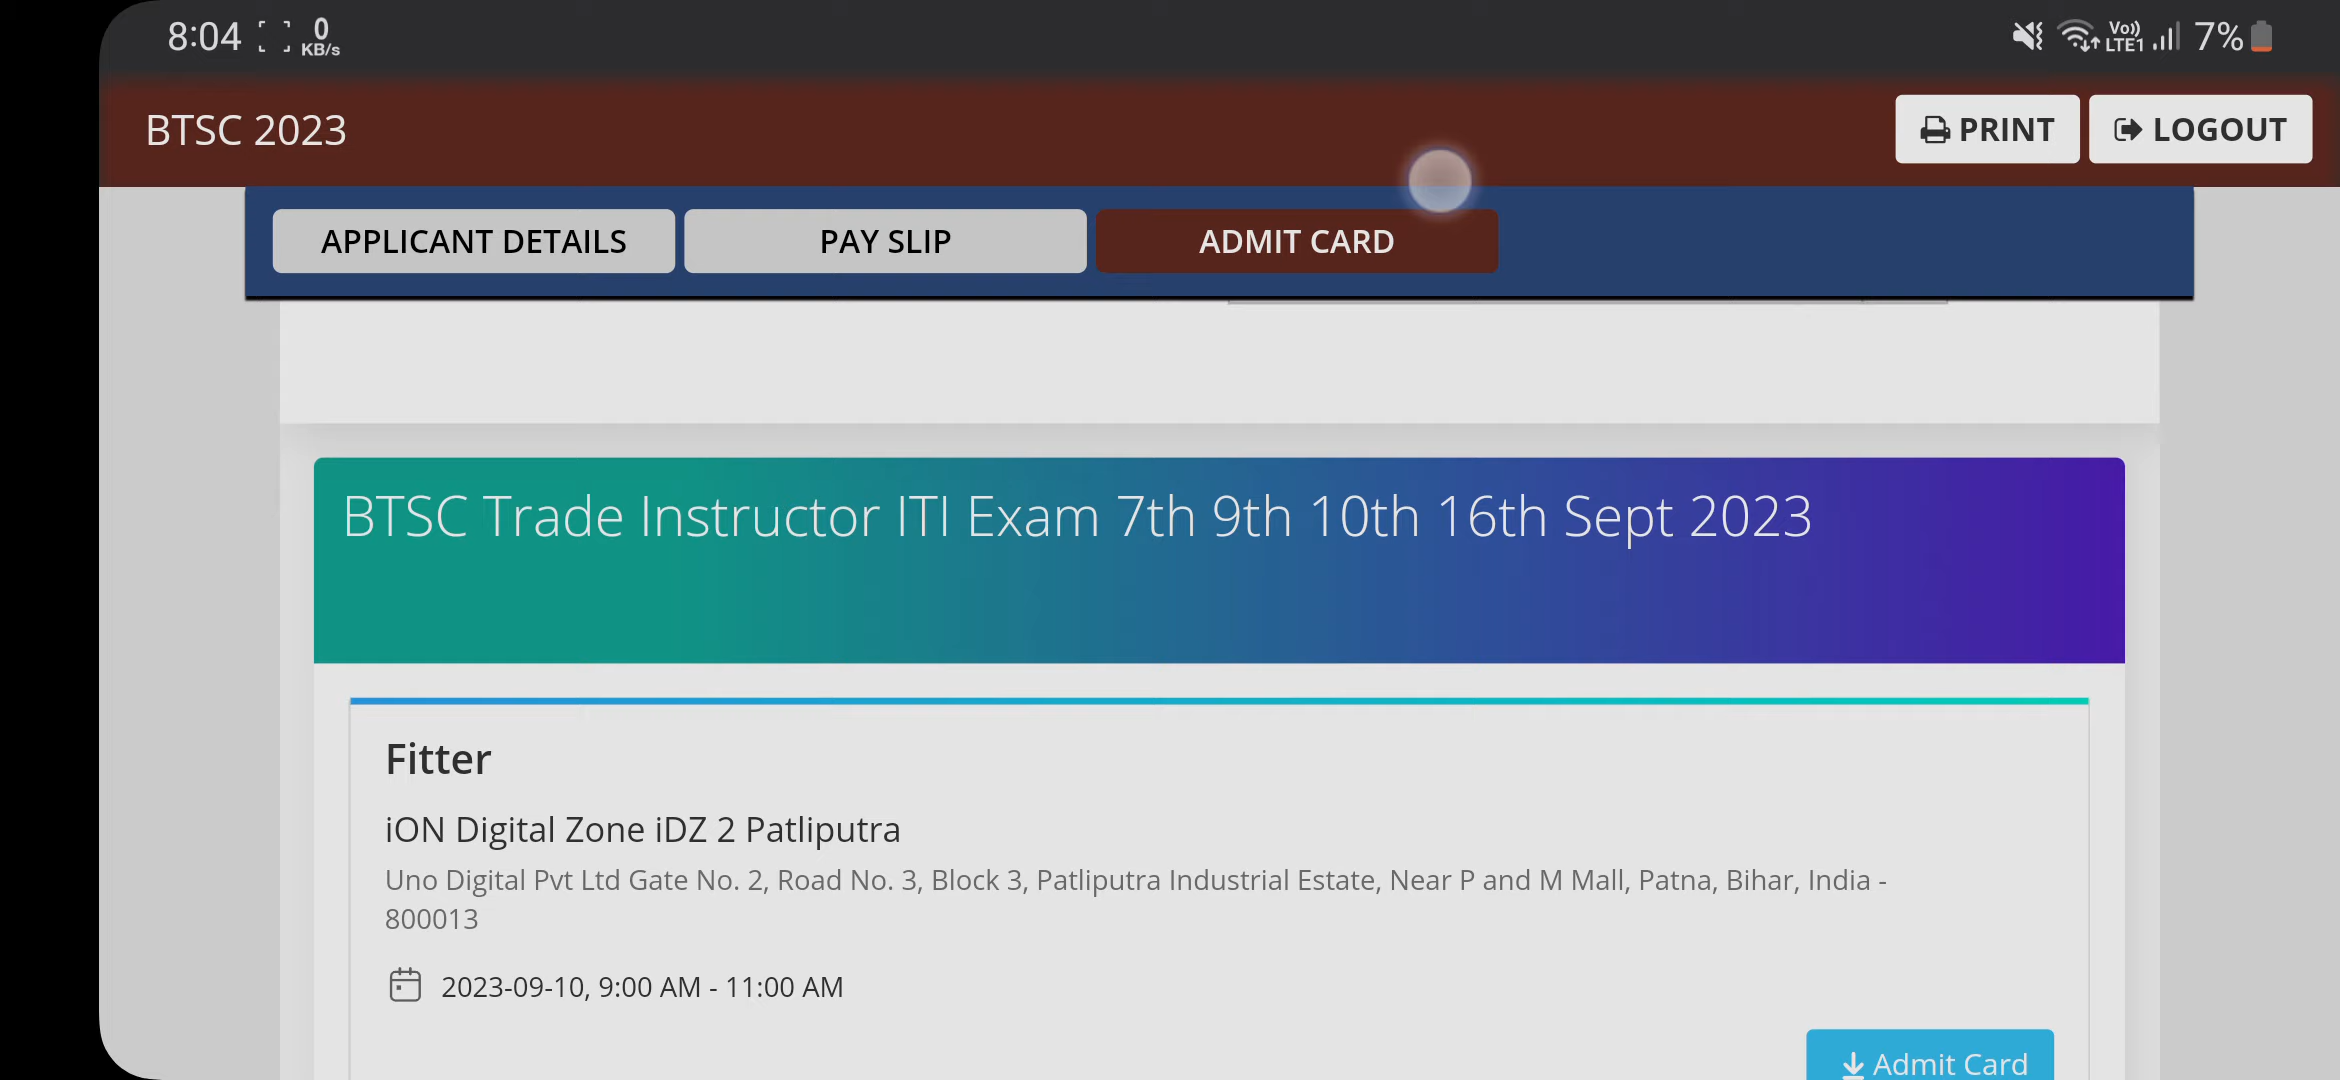 8:04 0 KB/s Vo)) LTE1 7%
BTSC 2023 PRINT LOGOUT
APPLICANT DETAILS PAY SLIP ADMIT CARD
BTSC Trade Instructor ITI Exam 7th 9th 10th 16th Sept 2023
Fitter
iON Digital Zone iDZ 2 Patliputra
Uno Digital Pvt Ltd Gate No. 2, Road No. 3, Block 3, Patliputra Industrial Estate, Near P and M Mall, Patna, Bihar, India -
800013
2023-09-10, 9:00 AM - 11:00 AM
Admit Card